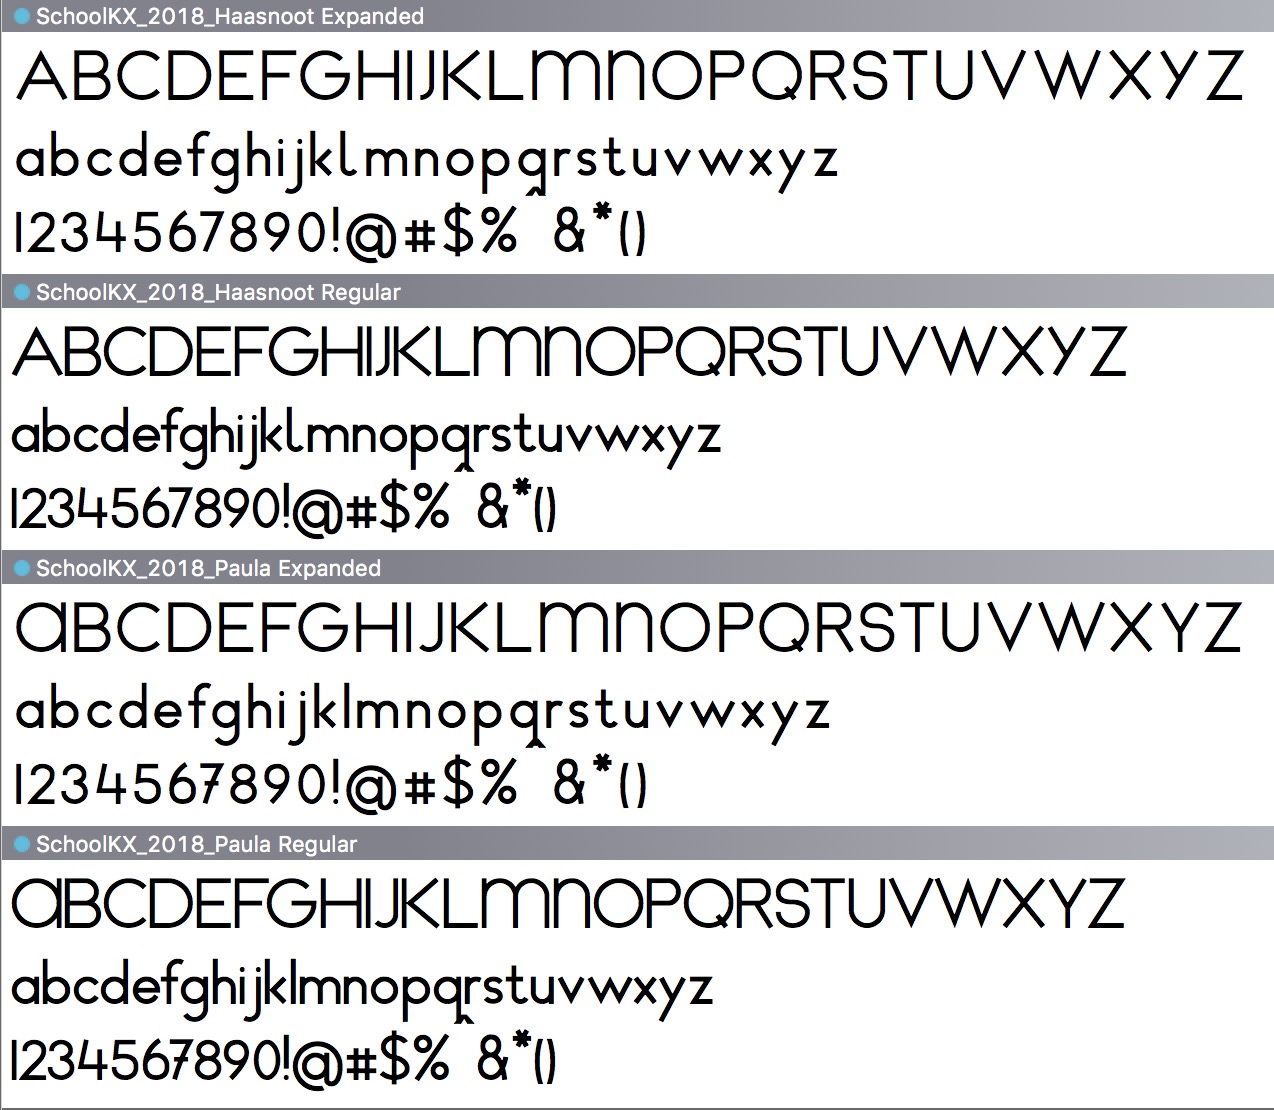 SchoolKX_2018_Haasnoot Expanded
ABCDEFGHIJKLMNOPQRSTUVWXYZ
abcdefghijklmnopqrstuvwxyz
1234567890!@#$%^&*()
SchoolKX_2018_Haasnoot Regular
ABCDEFGHIJKLMNOPQRSTUVWXYZ
abcdefghijklmnopqrstuvwxyz
1234567890!@#$%^&*()
SchoolKX_2018_Paula Expanded
ABCDEFGHIJKLMNOPQRSTUVWXYZ
abcdefghijklmnopqrstuvwxyz
1234567890!@#$%^&*()
SchoolKX_2018_Paula Regular
ABCDEFGHIJKLMNOPQRSTUVWXYZ
abcdefghijklmnopqrstuvwxyz
1234567890!@#$%^&*()